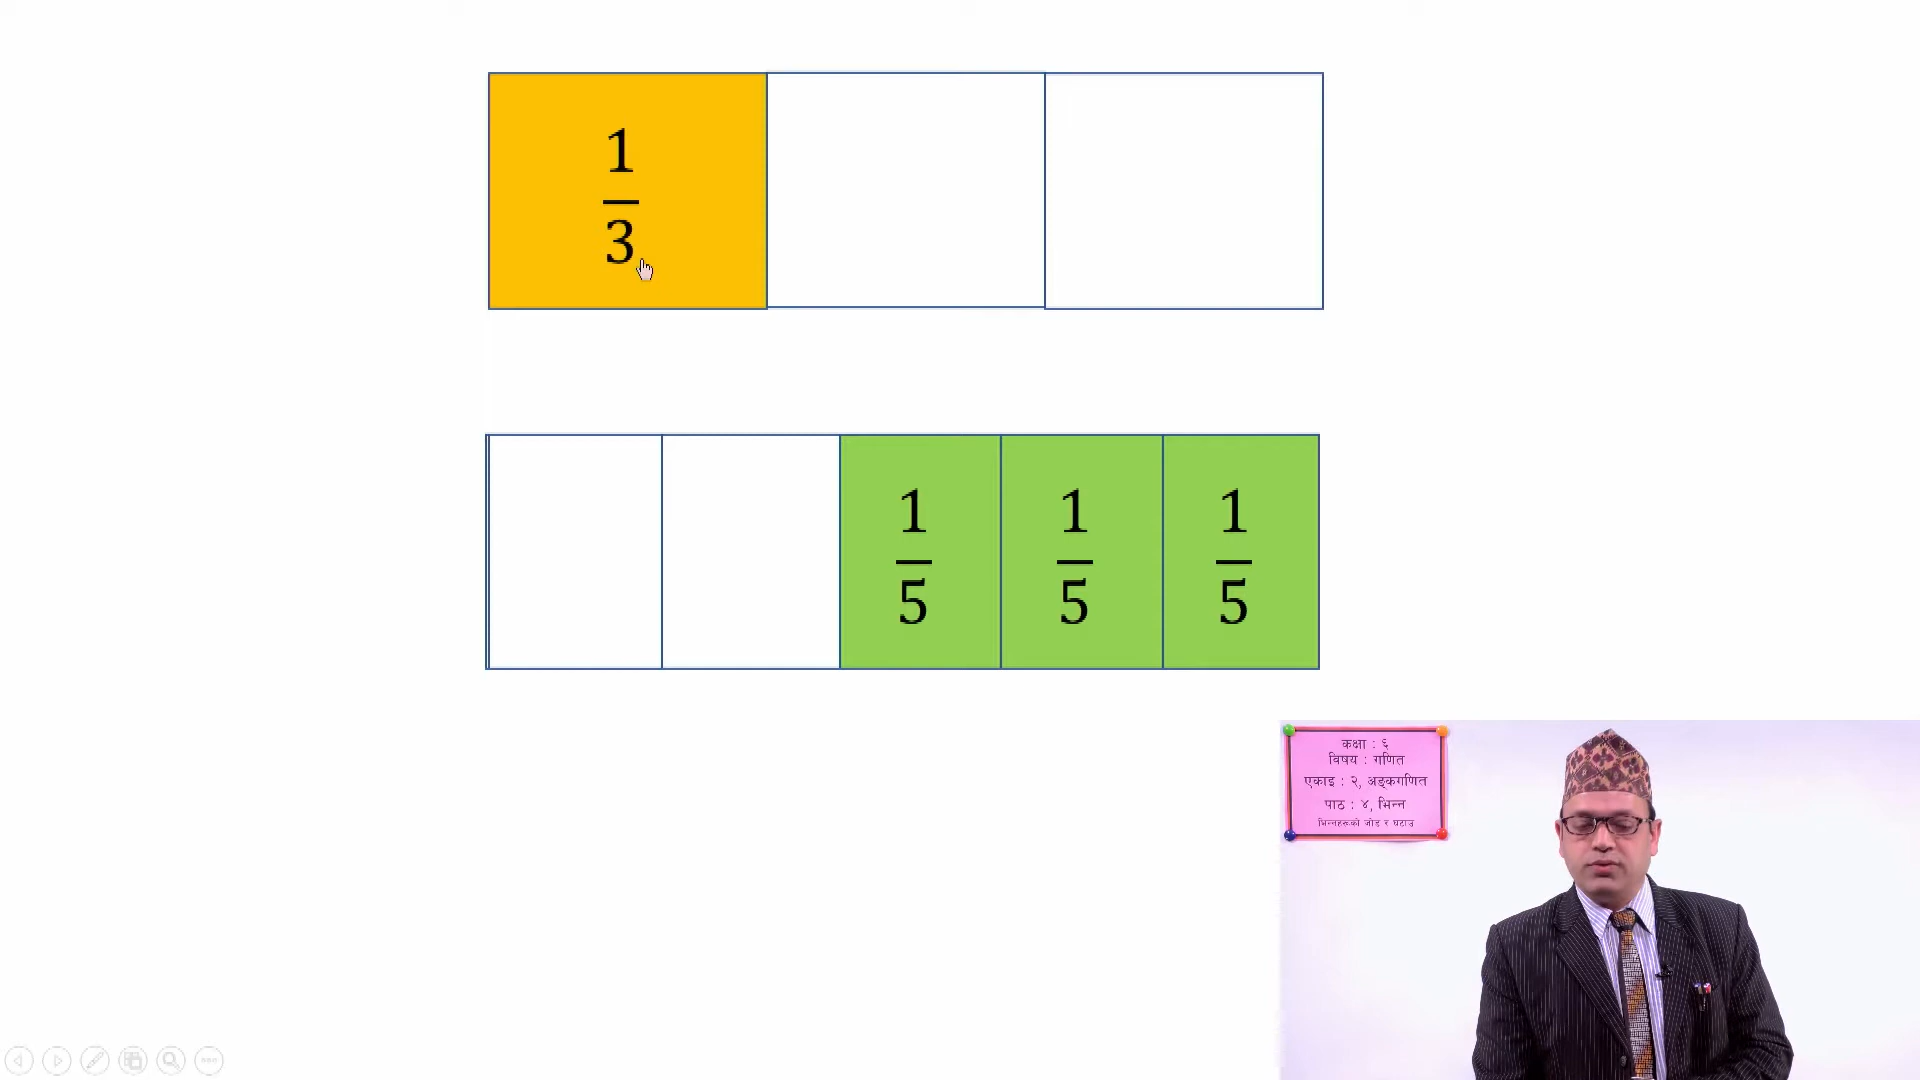 1
3
1 1 1
5 5 5
कक्षा : ६
विषय : गणित
एकाइ : २, अङ्कगणित
पाठ : ४, भिन्न
भिन्नहरूको जोड र घटाउ